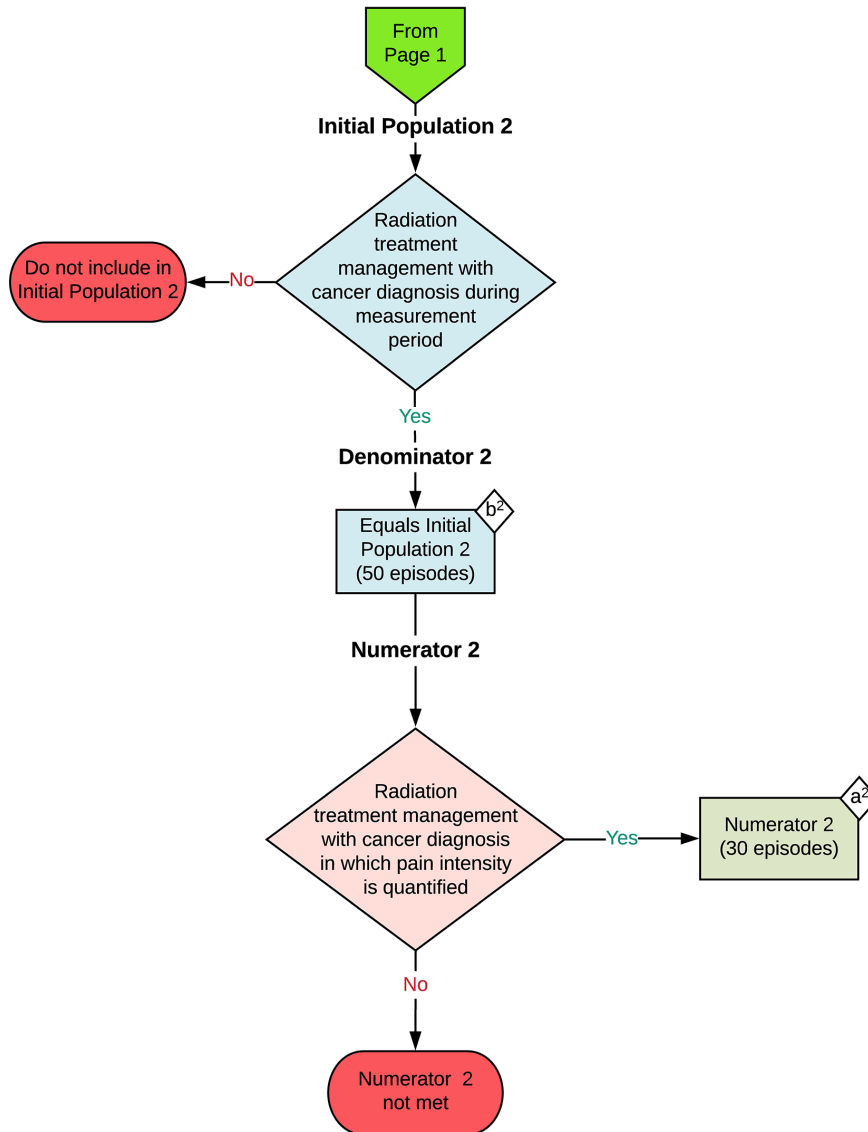 From
Page 1
Initial Population 2
Radiation
treatment
management with
cancer diagnosis during
measurement
period
No
Do not include in
Initial Population 2
Yes
Denominator 2
b²
Equals Initial
Population 2
(50 episodes)
Numerator 2
Radiation
treatment management
with cancer diagnosis
in which pain intensity
is quantified
Yes
a²
Numerator 2
(30 episodes)
No
Numerator 2
not met